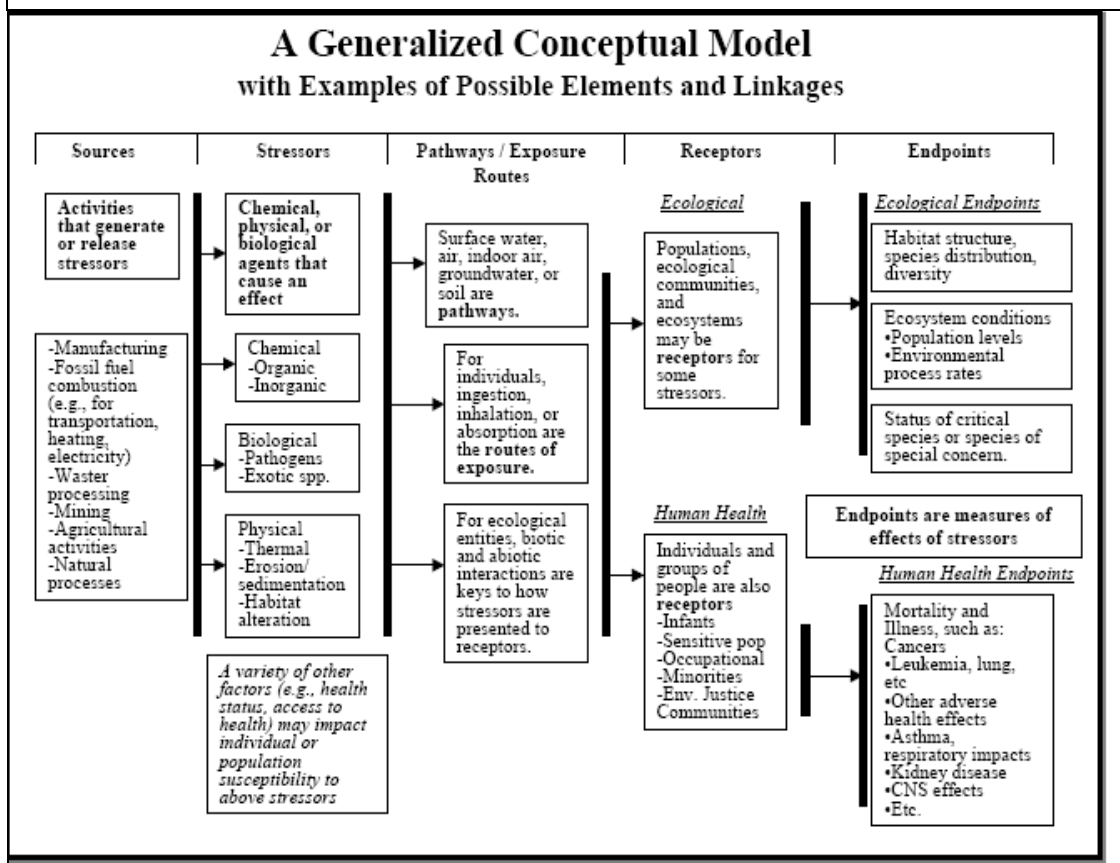 A Generalized Conceptual Model
with Examples of Possible Elements and Linkages
Sources
Stressors
Pathways / Exposure
Routes
Receptors
Endpoints
Activities
that generate
or release
stressors
-Manufacturing
-Fossil fuel
combustion
(e.g., for
transportation,
heating,
electricity)
-Waster
processing
-Mining
-Agricultural
activities
-Natural
processes
Chemical,
physical, or
biological
agents that
cause an
effect
Chemical
-Organic
-Inorganic
Biological
-Pathogens
-Exotic spp.
Physical
-Thermal
-Erosion/
sedimentation
-Habitat
alteration
A variety of other
factors (e.g., health
status, access to
health) may impact
individual or
population
susceptibility to
above stressors
Surface water,
air, indoor air,
groundwater, or
soil are
pathways.
For
individuals,
ingestion,
inhalation, or
absorption are
the routes of
exposure.
For ecological
entities, biotic
and abiotic
interactions are
keys to how
stressors are
presented to
receptors.
Ecological
Populations,
ecological
communities,
and
ecosystems
may be
receptors for
some
stressors.
Human Health
Individuals and
groups of
people are also
receptors
-Infants
-Sensitive pop
-Occupational
-Minorities
-Env. Justice
Communities
Ecological Endpoints
Habitat structure,
species distribution,
diversity
Ecosystem conditions
•Population levels
•Environmental
process rates
Status of critical
species or species of
special concern.
Endpoints are measures of
effects of stressors
Human Health Endpoints
Mortality and
Illness, such as:
Cancers
•Leukemia, lung,
etc
•Other adverse
health effects
•Asthma,
respiratory impacts
•Kidney disease
•CNS effects
•Etc.